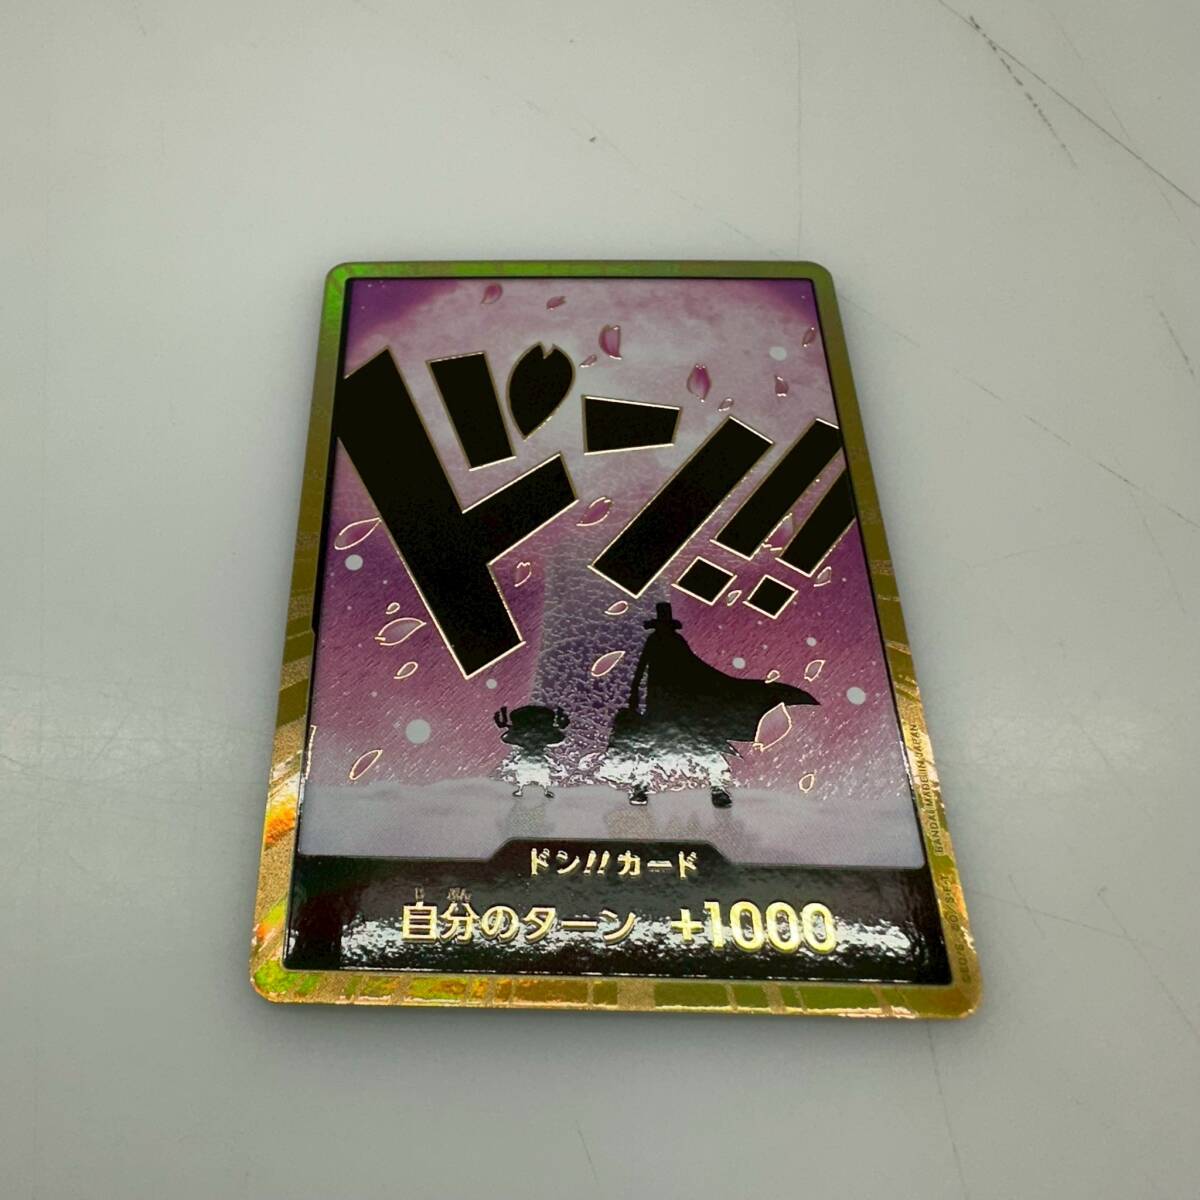 ドン!!
ドン!!カード
じ ぶん
自分のターン +1000
BANDAI MADE IN JAPAN